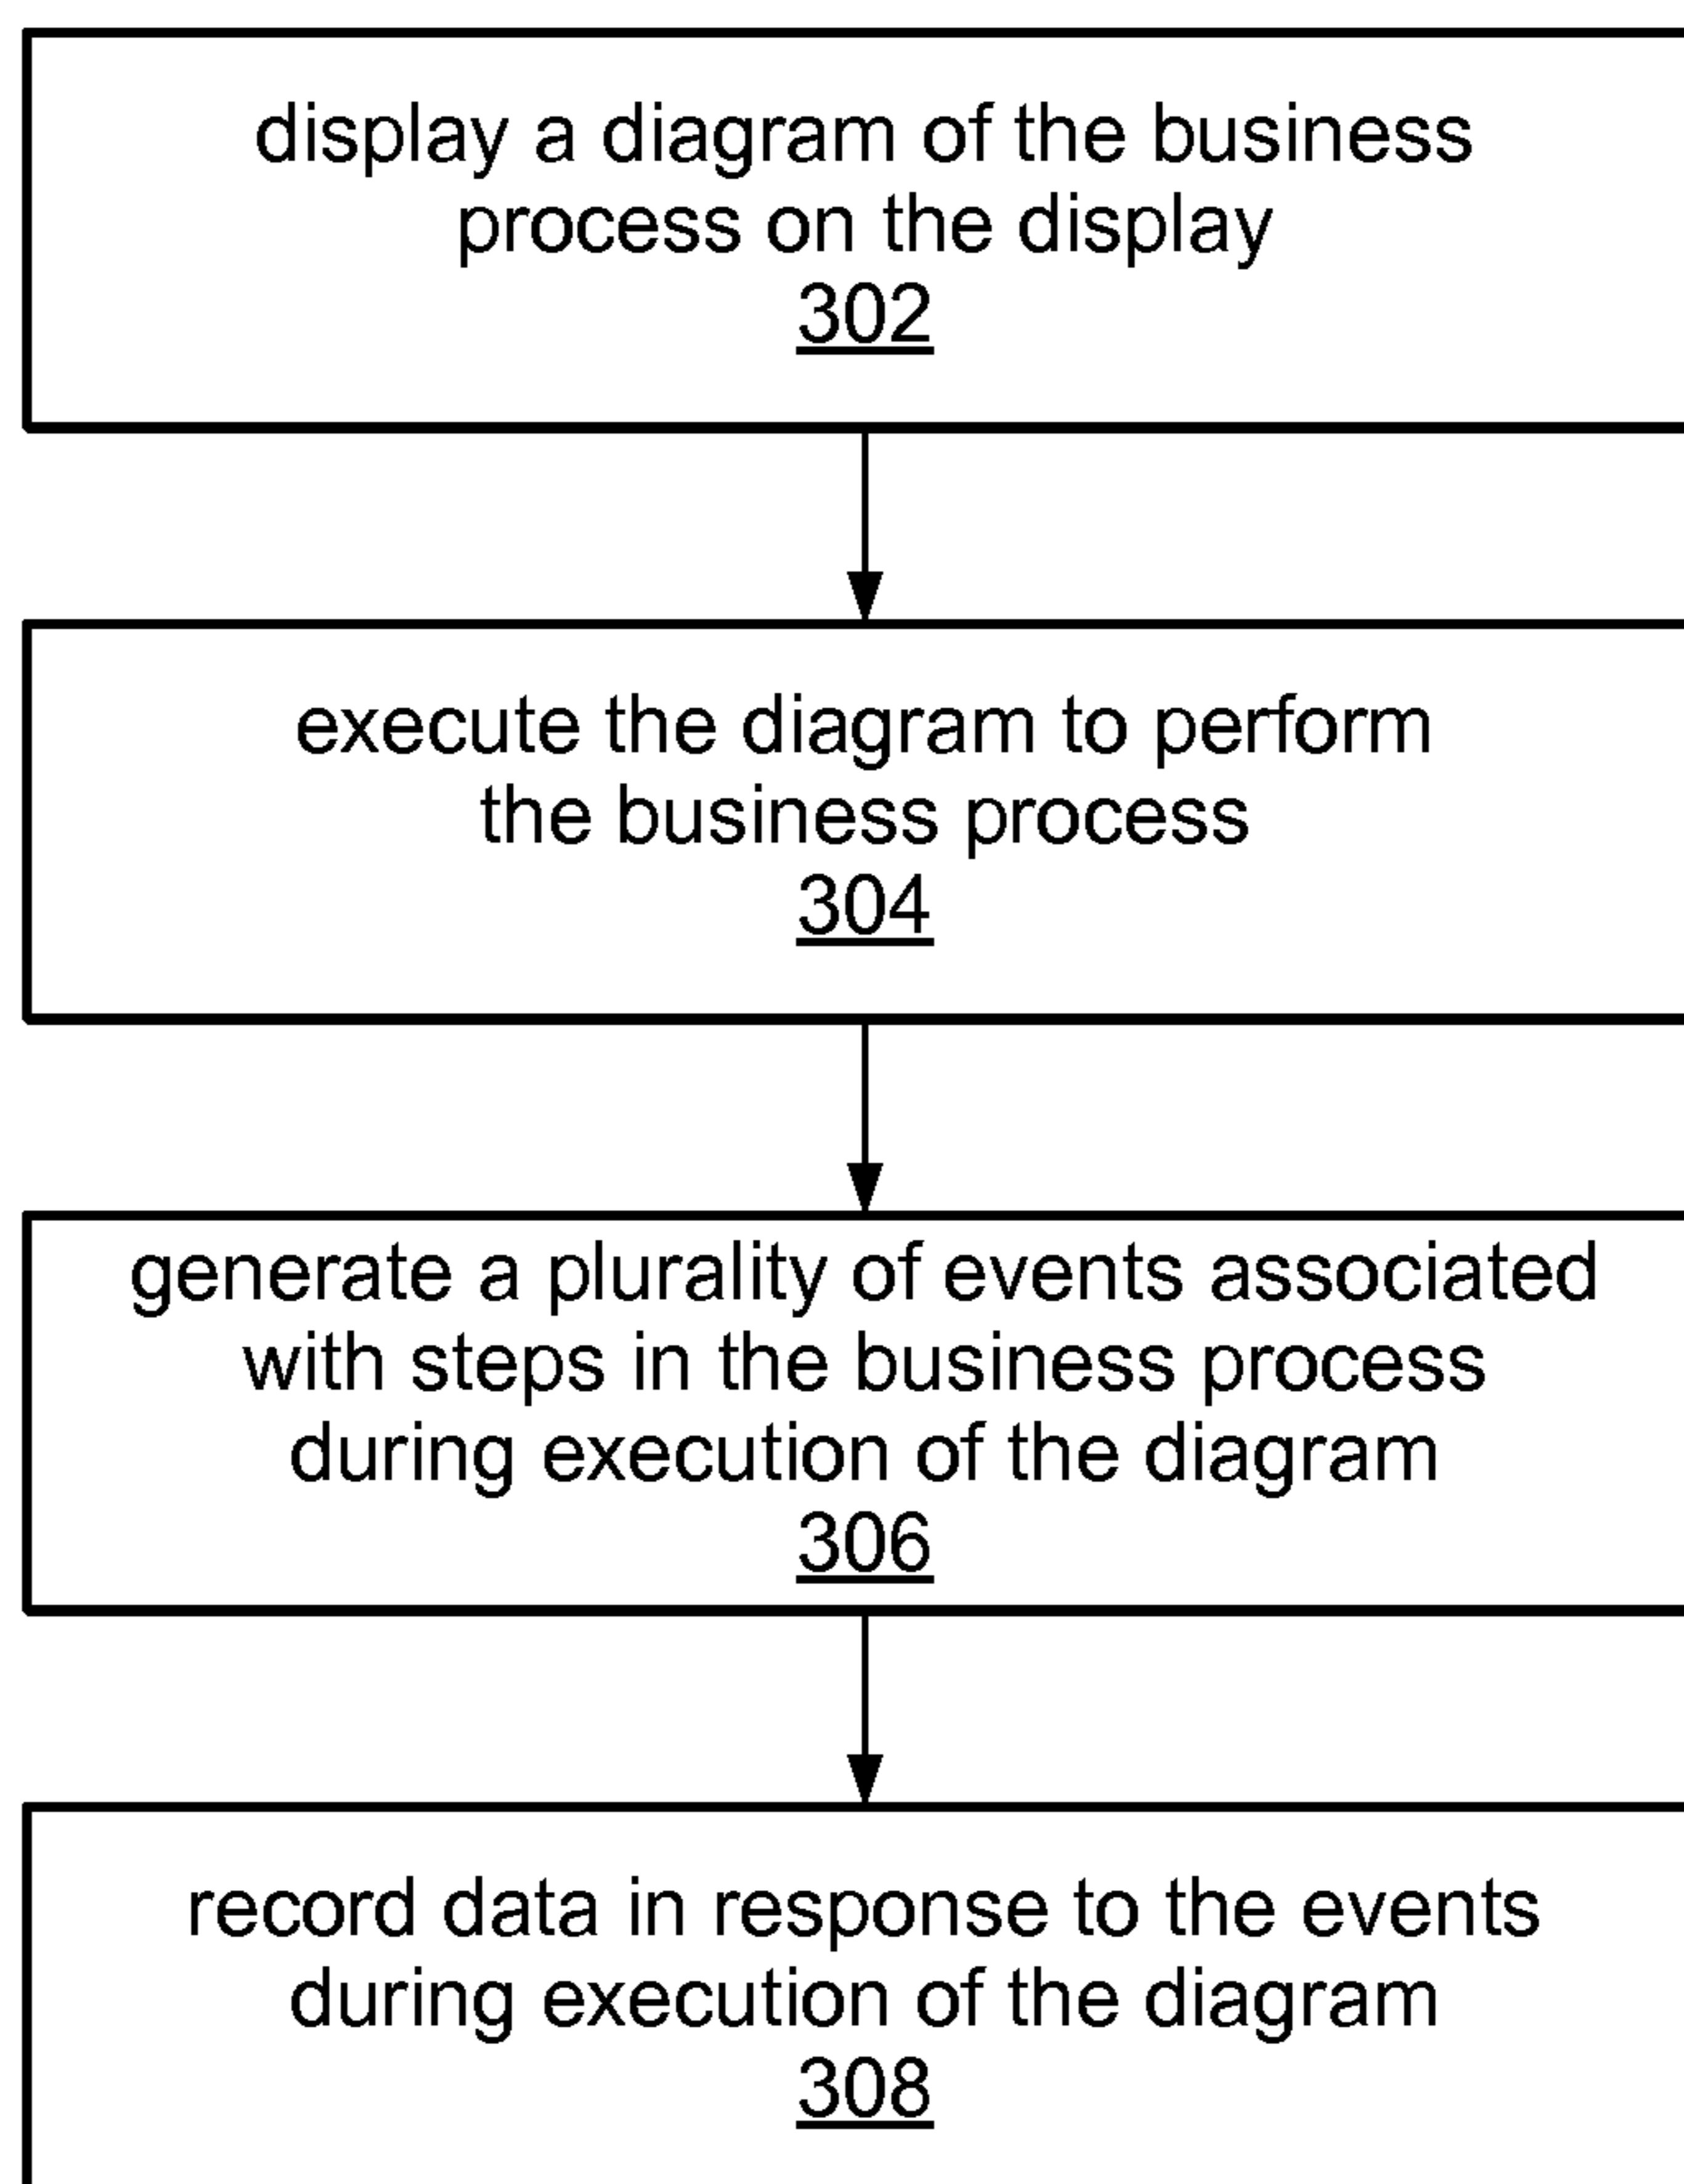 display a diagram of the business
process on the display
302
execute the diagram to perform
the business process
304
generate a plurality of events associated
with steps in the business process
during execution of the diagram
306
record data in response to the events
during execution of the diagram
308